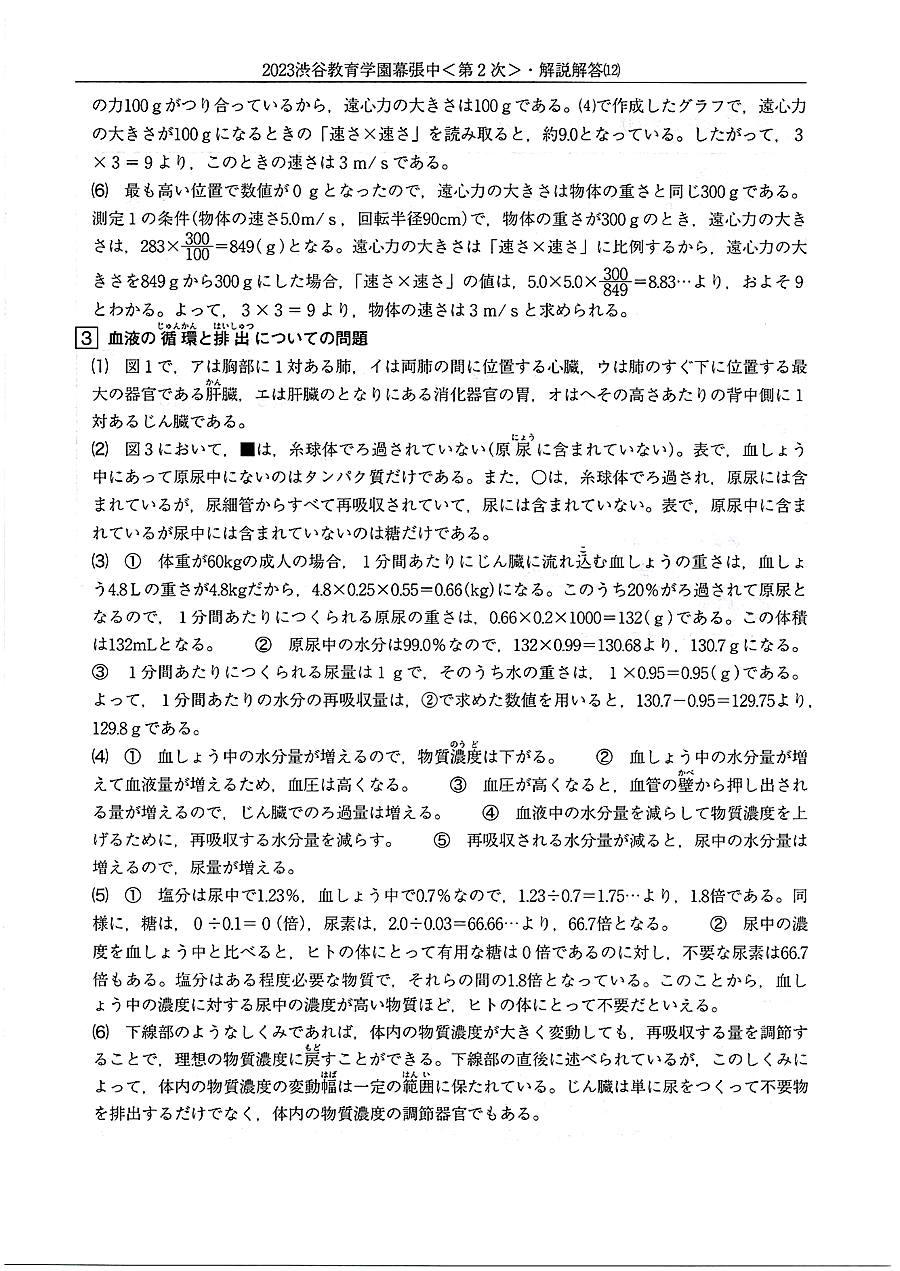 2023渋谷教育学園幕張中＜第2次＞・解説解答⑿
の力100gがつり合っているから，遠心力の大きさは100gである。⑷で作成したグラフで，遠心力
の大きさが100gになるときの「速さ×速さ」を読み取ると，約9.0となっている。したがって，3
×3＝9より，このときの速さは3m/sである。
⑹　最も高い位置で数値が0gとなったので，遠心力の大きさは物体の重さと同じ300gである。
測定1の条件(物体の速さ5.0m/s，回転半径90cm)で，物体の重さが300gのとき，遠心力の大き
さは，283×300/100＝849(g)となる。遠心力の大きさは「速さ×速さ」に比例するから，遠心力の大
きさを849gから300gにした場合，「速さ×速さ」の値は，5.0×5.0×300/849＝8.83…より，およそ9
とわかる。よって，3×3＝9より，物体の速さは3m/sと求められる。
3　血液の循環と排出についての問題
じゅんかん　はいしゅつ
⑴　図1で，アは胸部に1対ある肺，イは両肺の間に位置する心臓，ウは肺のすぐ下に位置する最
大の器官である肝臓，エは肝臓のとなりにある消化器官の胃，オはへその高さあたりの背中側に1
かん
対あるじん臓である。
⑵　図3において，■は，糸球体でろ過されていない(原尿に含まれていない)。表で，血しょう
にょう
中にあって原尿中にないのはタンパク質だけである。また，○は，糸球体でろ過され，原尿には含
まれているが，尿細管からすべて再吸収されていて，尿には含まれていない。表で，原尿中に含ま
れているが尿中には含まれていないのは糖だけである。
⑶　①　体重が60kgの成人の場合，1分間あたりにじん臓に流れ込む血しょうの重さは，血しょ
こ
う4.8Lの重さが4.8kgだから，4.8×0.25×0.55＝0.66(kg)になる。このうち20％がろ過されて原尿と
なるので，1分間あたりにつくられる原尿の重さは，0.66×0.2×1000＝132(g)である。この体積
は132mLとなる。　②　原尿中の水分は99.0％なので，132×0.99＝130.68より，130.7gになる。
③　1分間あたりにつくられる尿量は1gで，そのうち水の重さは，1×0.95＝0.95(g)である。
よって，1分間あたりの水分の再吸収量は，②で求めた数値を用いると，130.7−0.95＝129.75より，
129.8gである。
⑷　①　血しょう中の水分量が増えるので，物質濃度は下がる。　②　血しょう中の水分量が増
のうど
えて血液量が増えるため，血圧は高くなる。　③　血圧が高くなると，血管の壁から押し出され
かべ
る量が増えるので，じん臓でのろ過量は増える。　④　血液中の水分量を減らして物質濃度を上
げるために，再吸収する水分量を減らす。　⑤　再吸収される水分量が減ると，尿中の水分量は
増えるので，尿量が増える。
⑸　①　塩分は尿中で1.23％，血しょう中で0.7％なので，1.23÷0.7＝1.75…より，1.8倍である。同
様に，糖は，0÷0.1＝0(倍)，尿素は，2.0÷0.03＝66.66…より，66.7倍となる。　②　尿中の濃
度を血しょう中と比べると，ヒトの体にとって有用な糖は0倍であるのに対し，不要な尿素は66.7
倍もある。塩分はある程度必要な物質で，それらの間の1.8倍となっている。このことから，血し
ょう中の濃度に対する尿中の濃度が高い物質ほど，ヒトの体にとって不要だといえる。
⑹　下線部のようなしくみであれば，体内の物質濃度が大きく変動しても，再吸収する量を調節す
ることで，理想の物質濃度に戻すことができる。下線部の直後に述べられているが，このしくみに
もど
よって，体内の物質濃度の変動幅は一定の範囲に保たれている。じん臓は単に尿をつくって不要物
はば　はんい
を排出するだけでなく，体内の物質濃度の調節器官でもある。